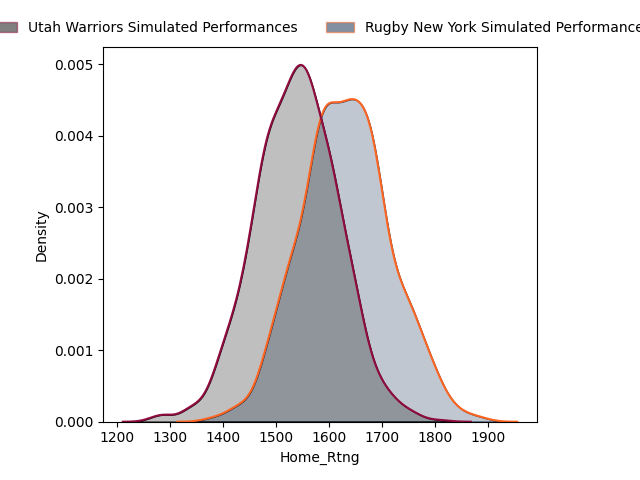 Utah Warriors Simulated Performances
Rugby New York Simulated Performance
0.005
0.004
0.003
0.002
0.001
0.000
Density
1200 1300 1400 1500 1600 1700 1800 1900
Home_Rtng